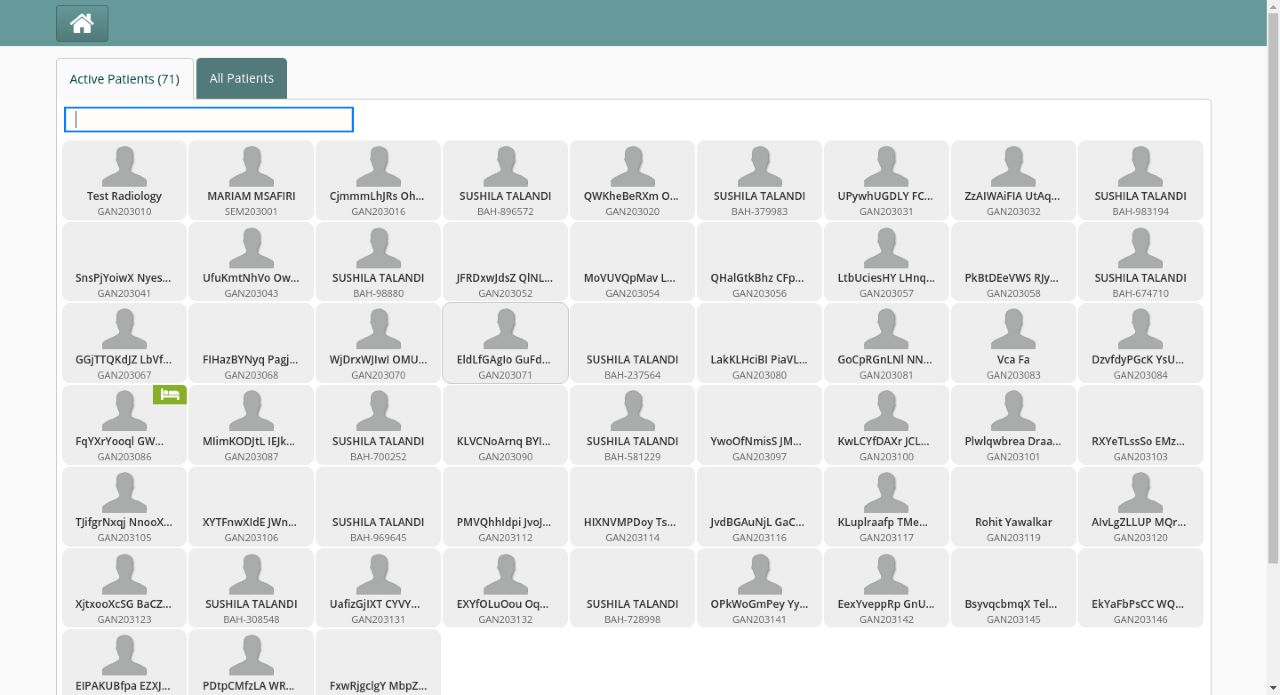 Active Patients (71)
All Patients
Test Radiology
GAN203010
MARIAM MSAFIRI
SEM203001
CjmmmLhJRs Oh...
GAN203016
SUSHILA TALANDI
BAH-896572
QWKheBeRXm O...
GAN203020
SUSHILA TALANDI
BAH-379983
UPywhUGDLY FC...
GAN203031
ZzAIWAiFIA UtAq...
GAN203032
SUSHILA TALANDI
BAH-983194
SnsPjYoiwX Nyes...
GAN203041
UfuKmtNhVo Ow...
GAN203043
SUSHILA TALANDI
BAH-98880
JFRDxwJdsZ QlNL...
GAN203052
MoVUVQpMav L...
GAN203054
QHalGtkBhz CFp...
GAN203056
LtbUciesHY LHnq...
GAN203057
PkBtDEeVWS RJy...
GAN203058
SUSHILA TALANDI
BAH-674710
GGjTTQKdJZ LbVf...
GAN203067
FIHazBYNyq Pagj...
GAN203068
WjDrxWJIwI OMU...
GAN203070
EldLfGAgIo GuFd...
GAN203071
SUSHILA TALANDI
BAH-237564
LakKLHciBI PiaVL...
GAN203080
GoCpRGnLNl NN...
GAN203081
Vca Fa
GAN203083
DzvfdyPGcK YsU...
GAN203084
FqYXrYooql GW...
GAN203086
MIimKODJtL IEJk...
GAN203087
SUSHILA TALANDI
BAH-700252
KLVCNoArnq BYI...
GAN203090
SUSHILA TALANDI
BAH-581229
YwoOfNmisS JM...
GAN203097
KwLCYfDAXr JCL...
GAN203100
Plwlqwbrea Draa...
GAN203101
RXYeTLssSo EMz...
GAN203103
TJifgrNxqj NnooX...
GAN203105
XYTFnwXIdE JWn...
GAN203106
SUSHILA TALANDI
BAH-969645
PMVQhhIdpi JvoJ...
GAN203112
HIXNVMPDoy Ts...
GAN203114
JvdBGAuNjL GaC...
GAN203116
KLuplraafp TMe...
GAN203117
Rohit Yawalkar
GAN203119
AIvLgZLLUP MQr...
GAN203120
XjtxooXcSG BaCZ...
GAN203123
SUSHILA TALANDI
BAH-308548
UafizGjIXT CYVY...
GAN203131
EXYfOLuOou Oq...
GAN203132
SUSHILA TALANDI
BAH-728998
OPkWoGmPey Yy...
GAN203141
EexYveppRp GnU...
GAN203142
BsyvqcbmqX Tel...
GAN203145
EkYaFbPsCC WQ...
GAN203146
EIPAKUBfpa EZXJ...
PDtpCMfzLA WR...
FxwRjgclgY MbpZ...